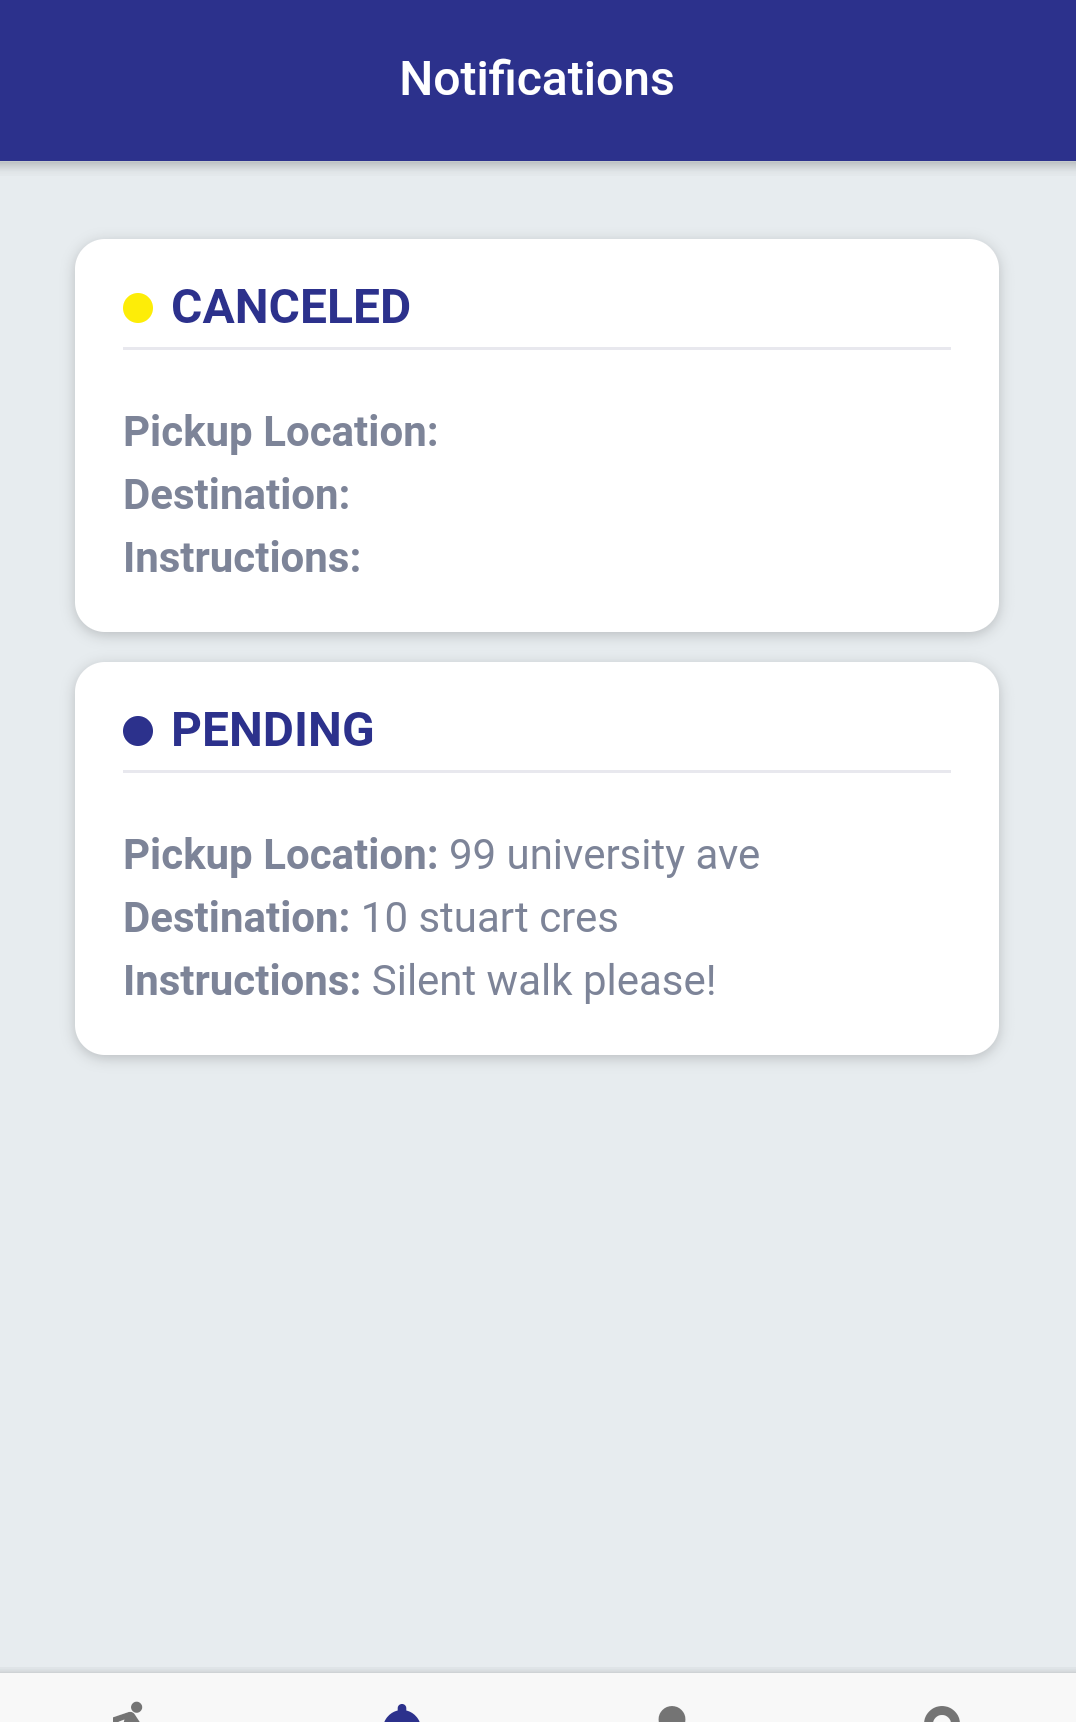 Notifications
CANCELED
Pickup Location:
Destination:
Instructions:
PENDING
Pickup Location: 99 university ave
Destination: 10 stuart cres
Instructions: Silent walk please!